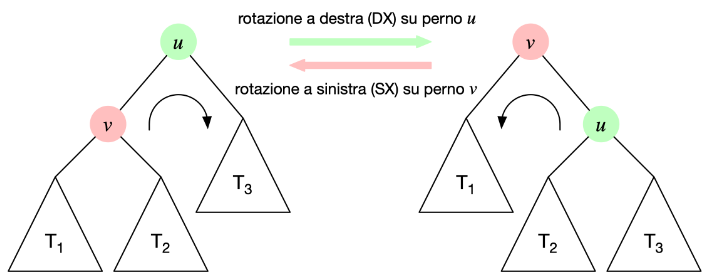 rotazione a destra (DX) su perno u
u
v
rotazione a sinistra (SX) su perno v
v
u
T3
T1
T1
T2
T2
T3